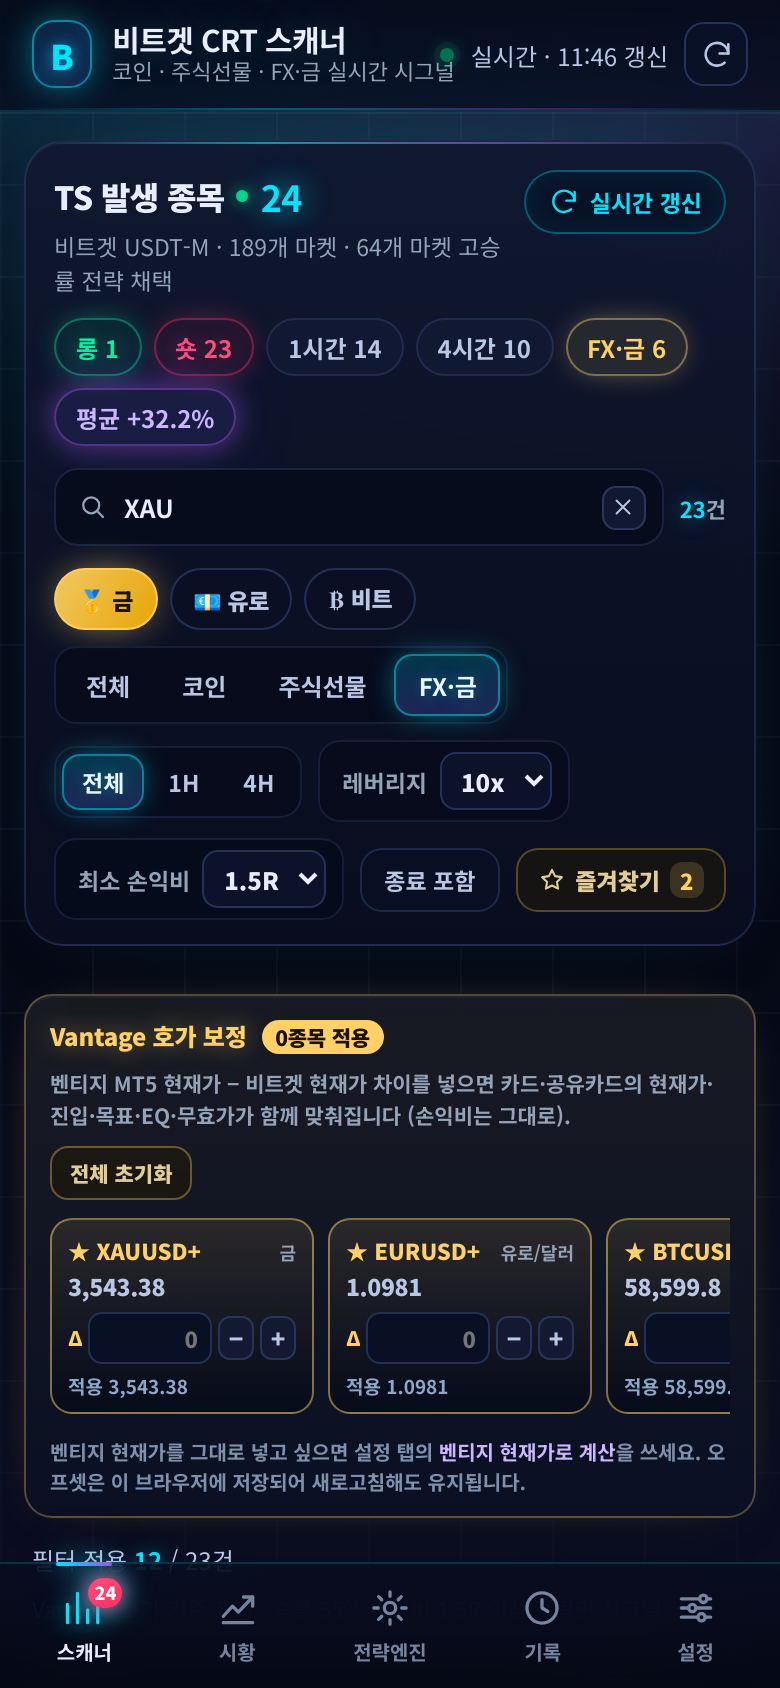 B
비트겟 CRT 스캐너
코인 · 주식선물 · FX·금 실시간 시그널
실시간 · 11:46 갱신
TS 발생 종목 • 24
실시간 갱신
비트겟 USDT-M · 189개 마켓 · 64개 마켓 고승
률 전략 채택
롱 1 숏 23 1시간 14 4시간 10 FX·금 6
평균 +32.2%
XAU
23건
🥇 금 💶 유로 ₿ 비트
전체 코인 주식선물 FX·금
전체 1H 4H 레버리지 10x
최소 손익비 1.5R 종료 포함 즐겨찾기 2
Vantage 호가 보정 0종목 적용
벤티지 MT5 현재가 − 비트겟 현재가 차이를 넣으면 카드·공유카드의 현재가·
진입·목표·EQ·무효가가 함께 맞춰집니다 (손익비는 그대로).
전체 초기화
★ XAUUSD+ 금
3,543.38
Δ 0 − +
적용 3,543.38
★ EURUSD+ 유로/달러
1.0981
Δ 0 − +
적용 1.0981
★ BTCUS
58,599.8
Δ
적용 58,599.
벤티지 현재가를 그대로 넣고 싶으면 설정 탭의 벤티지 현재가로 계산을 쓰세요. 오
프셋은 이 브라우저에 저장되어 새로고침해도 유지됩니다.
필터 적용 12 / 23건
24
스캐너 시황 전략엔진 기록 설정